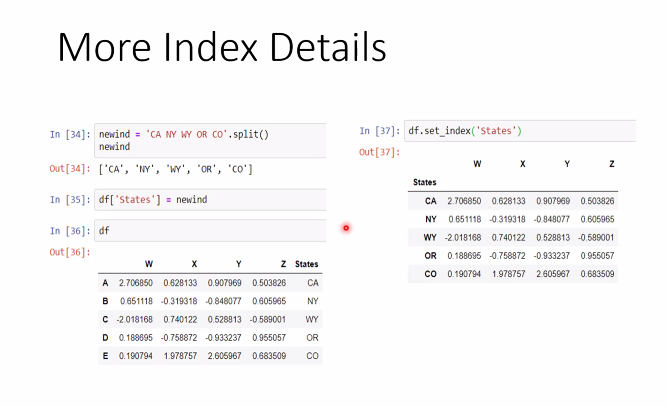 More Index Details
In [34]: newind = 'CA NY WY OR CO'.split()
newind
Out[34]: ['CA', 'NY', 'WY', 'OR', 'CO']
In [35]: df['States'] = newind
In [36]: df
Out[36]:
W X Y Z States
A 2.706850 0.628133 0.907969 0.503826 CA
B 0.651118 -0.319318 -0.848077 0.605965 NY
C -2.018168 0.740122 0.528813 -0.589001 WY
D 0.188695 -0.758872 -0.933237 0.955057 OR
E 0.190794 1.978757 2.605967 0.683509 CO
In [37]: df.set_index('States')
Out[37]:
W X Y Z
States
CA 2.706850 0.628133 0.907969 0.503826
NY 0.651118 -0.319318 -0.848077 0.605965
WY -2.018168 0.740122 0.528813 -0.589001
OR 0.188695 -0.758872 -0.933237 0.955057
CO 0.190794 1.978757 2.605967 0.683509